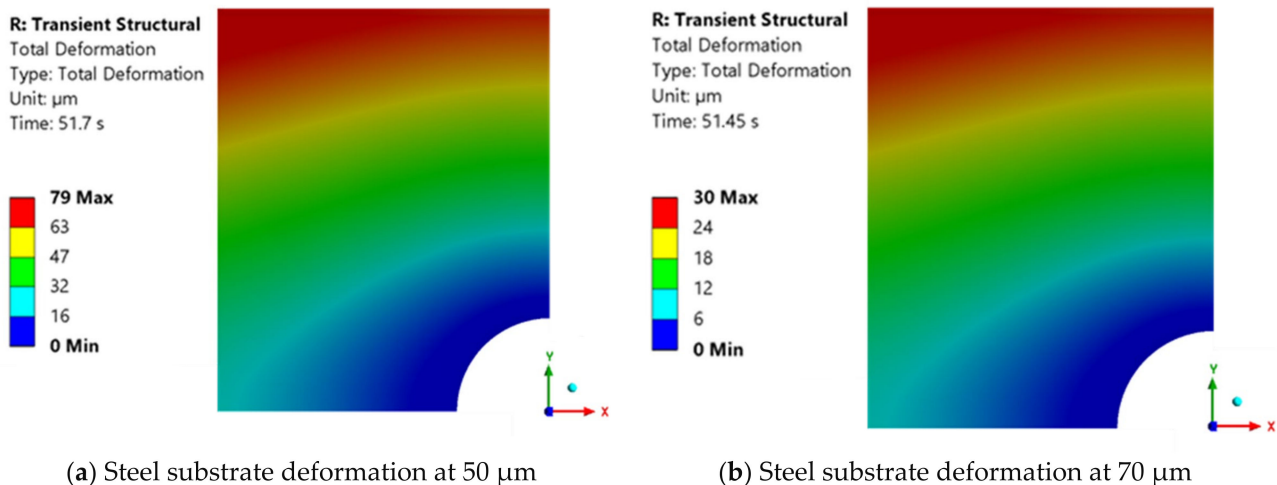 R: Transient Structural
Total Deformation
Type: Total Deformation
Unit: µm
Time: 51.7 s
79 Max
63
47
32
16
0 Min
Y
X
(a) Steel substrate deformation at 50 µm
R: Transient Structural
Total Deformation
Type: Total Deformation
Unit: µm
Time: 51.45 s
30 Max
24
18
12
6
0 Min
Y
X
(b) Steel substrate deformation at 70 µm